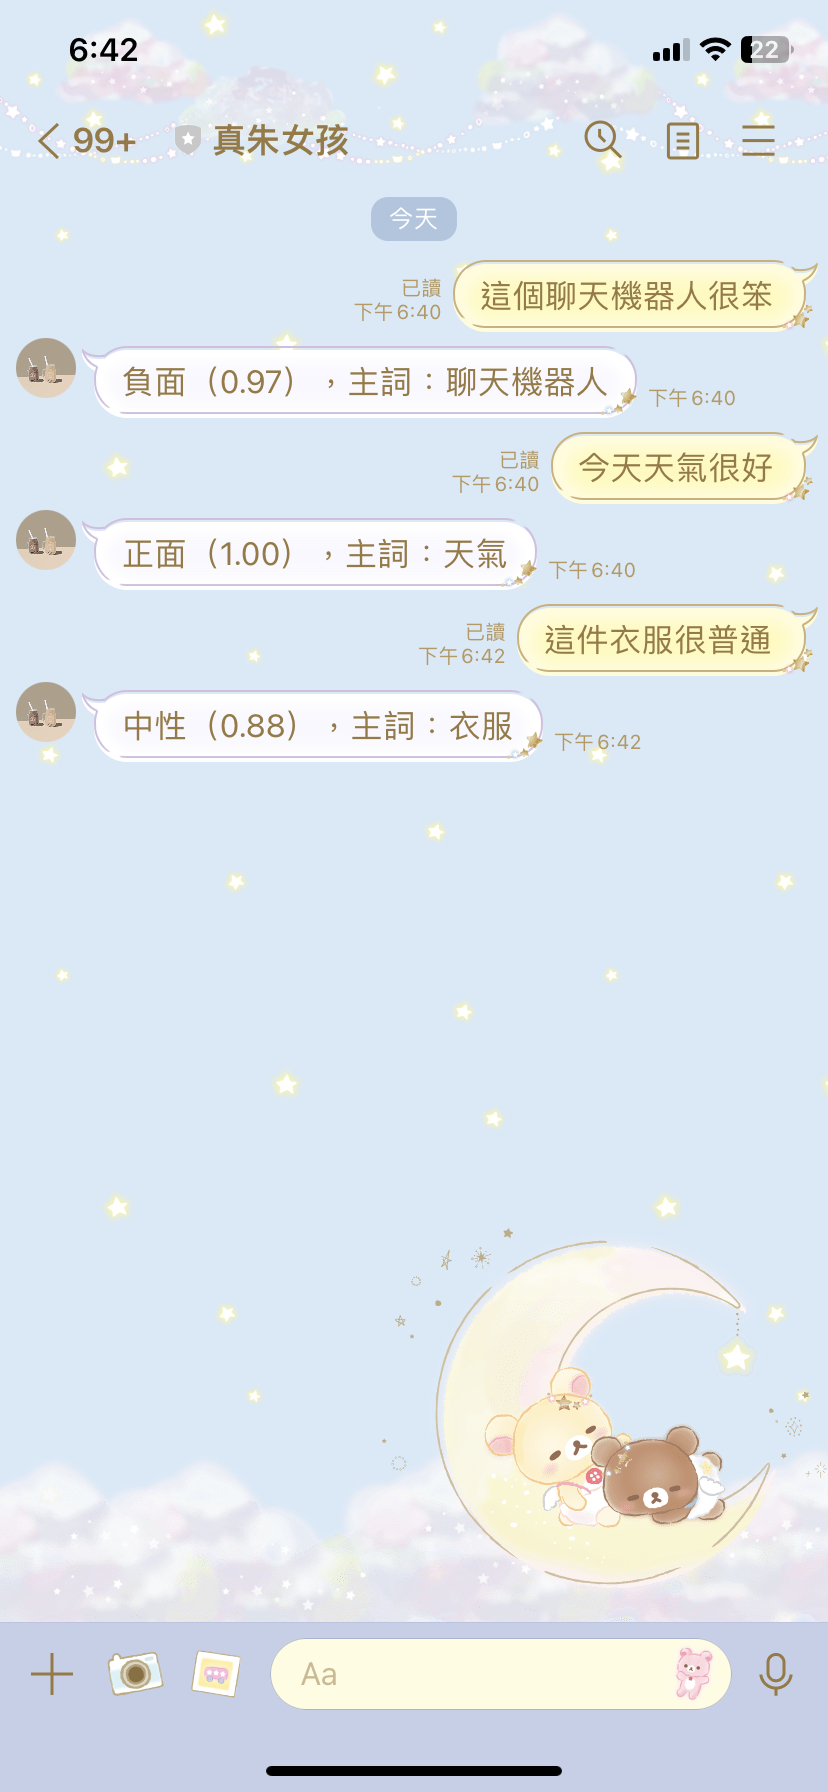 6:42
22
99+
真朱女孩
今天
這個聊天機器人很笨
已讀
下午 6:40
負面（0.97），主詞：聊天機器人
下午 6:40
今天天氣很好
已讀
下午 6:40
正面（1.00），主詞：天氣
下午 6:40
這件衣服很普通
已讀
下午 6:42
中性（0.88），主詞：衣服
下午 6:42
Aa